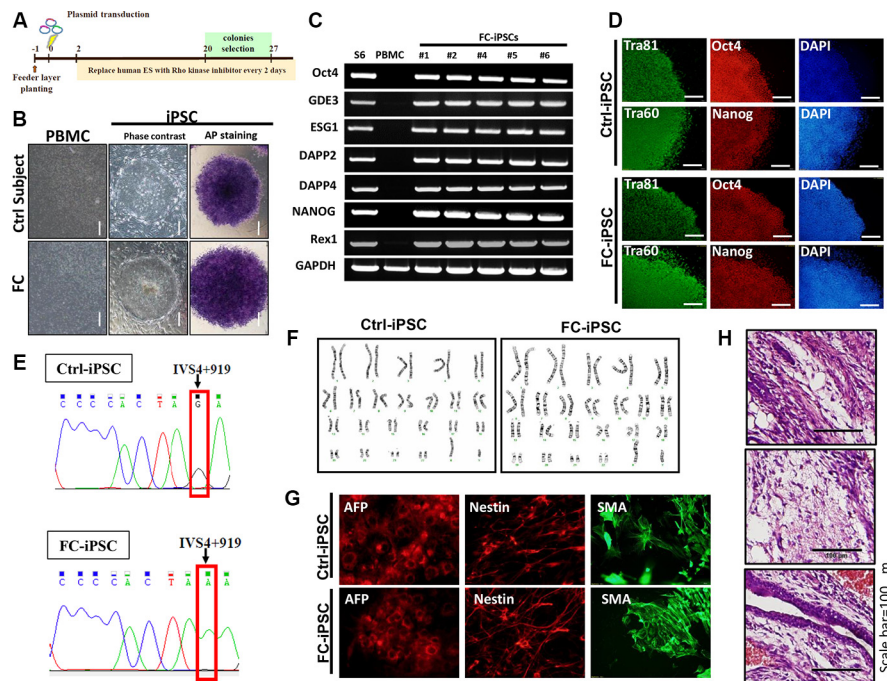 A
Plasmid transduction
colonies
selection
-1 0 2 20 27
days
Feeder layer
planting
Replace human ES with Rho kinase inhibitor every 2 days
B
iPSC
PBMC
Phase contrast
AP staining
Ctrl Subject
FC
C
FC-iPSCs
S6 PBMC #1 #2 #4 #5 #6
Oct4
GDE3
ESG1
DAPP2
DAPP4
NANOG
Rex1
GAPDH
D
Ctrl-iPSC
Tra81 Oct4 DAPI
Tra60 Nanog DAPI
FC-iPSC
Tra81 Oct4 DAPI
Tra60 Nanog DAPI
E
Ctrl-iPSC
IVS4+919
C C C C A C T A G A
FC-iPSC
IVS4+919
C C C C A C T A A A
F
Ctrl-iPSC
FC-iPSC
G
Ctrl-iPSC
AFP Nestin SMA
FC-iPSC
AFP Nestin SMA
H
Scale bar=100 m